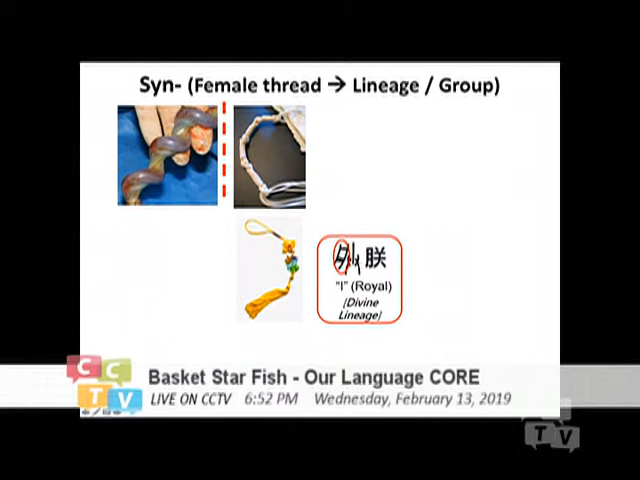 Syn- (Female thread → Lineage / Group)
朕
"I" (Royal)
[Divine
Lineage]
CCTV
Basket Star Fish - Our Language CORE
LIVE ON CCTV 6:52 PM Wednesday, February 13, 2019
TV